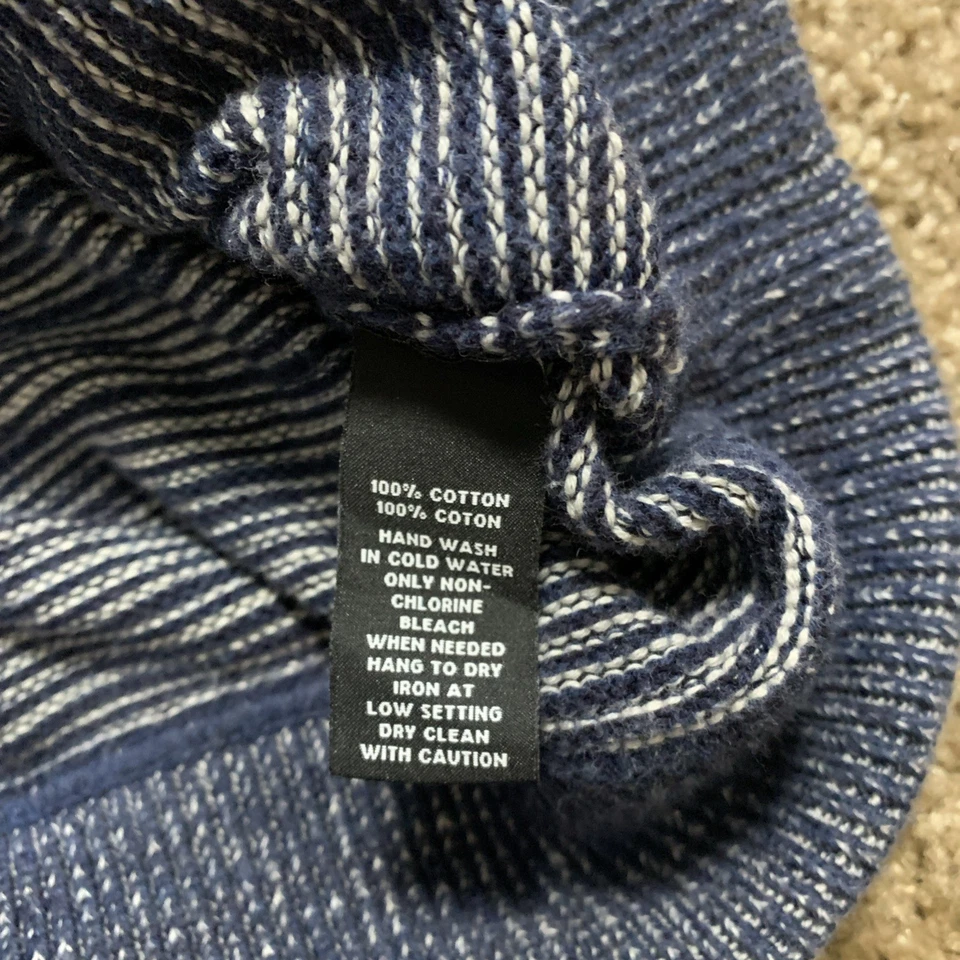 100% COTTON
100% COTON
HAND WASH
IN COLD WATER
ONLY NON-
CHLORINE
BLEACH
WHEN NEEDED
HANG TO DRY
IRON AT
LOW SETTING
DRY CLEAN
WITH CAUTION